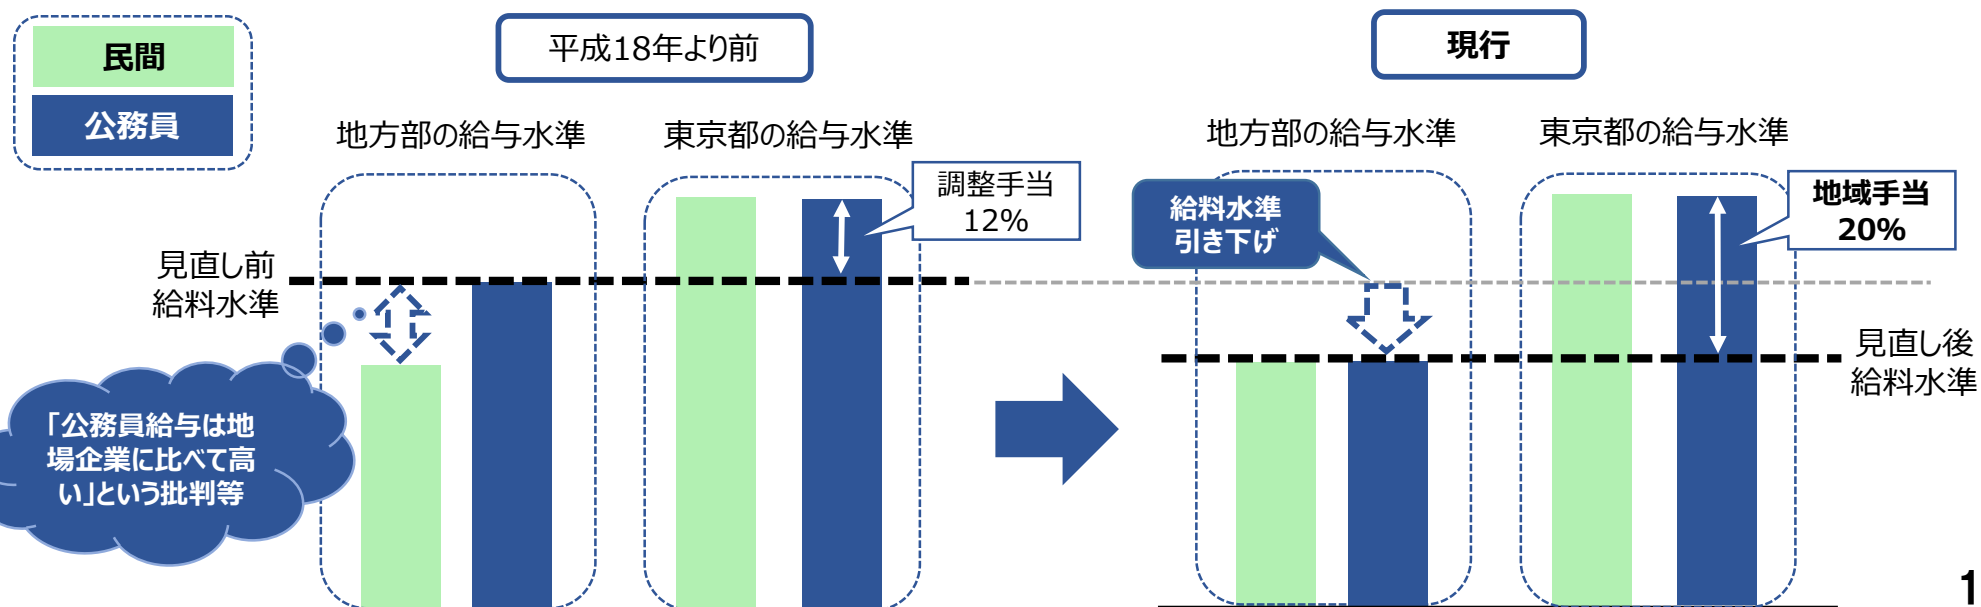 民間
公務員
平成18年より前
地方部の給与水準
東京都の給与水準
調整手当
12%
見直し前
給料水準
「公務員給与は地
場企業に比べて高
い」という批判等
現行
地方部の給与水準
東京都の給与水準
給料水準
引き下げ
地域手当
20%
見直し後
給料水準
1